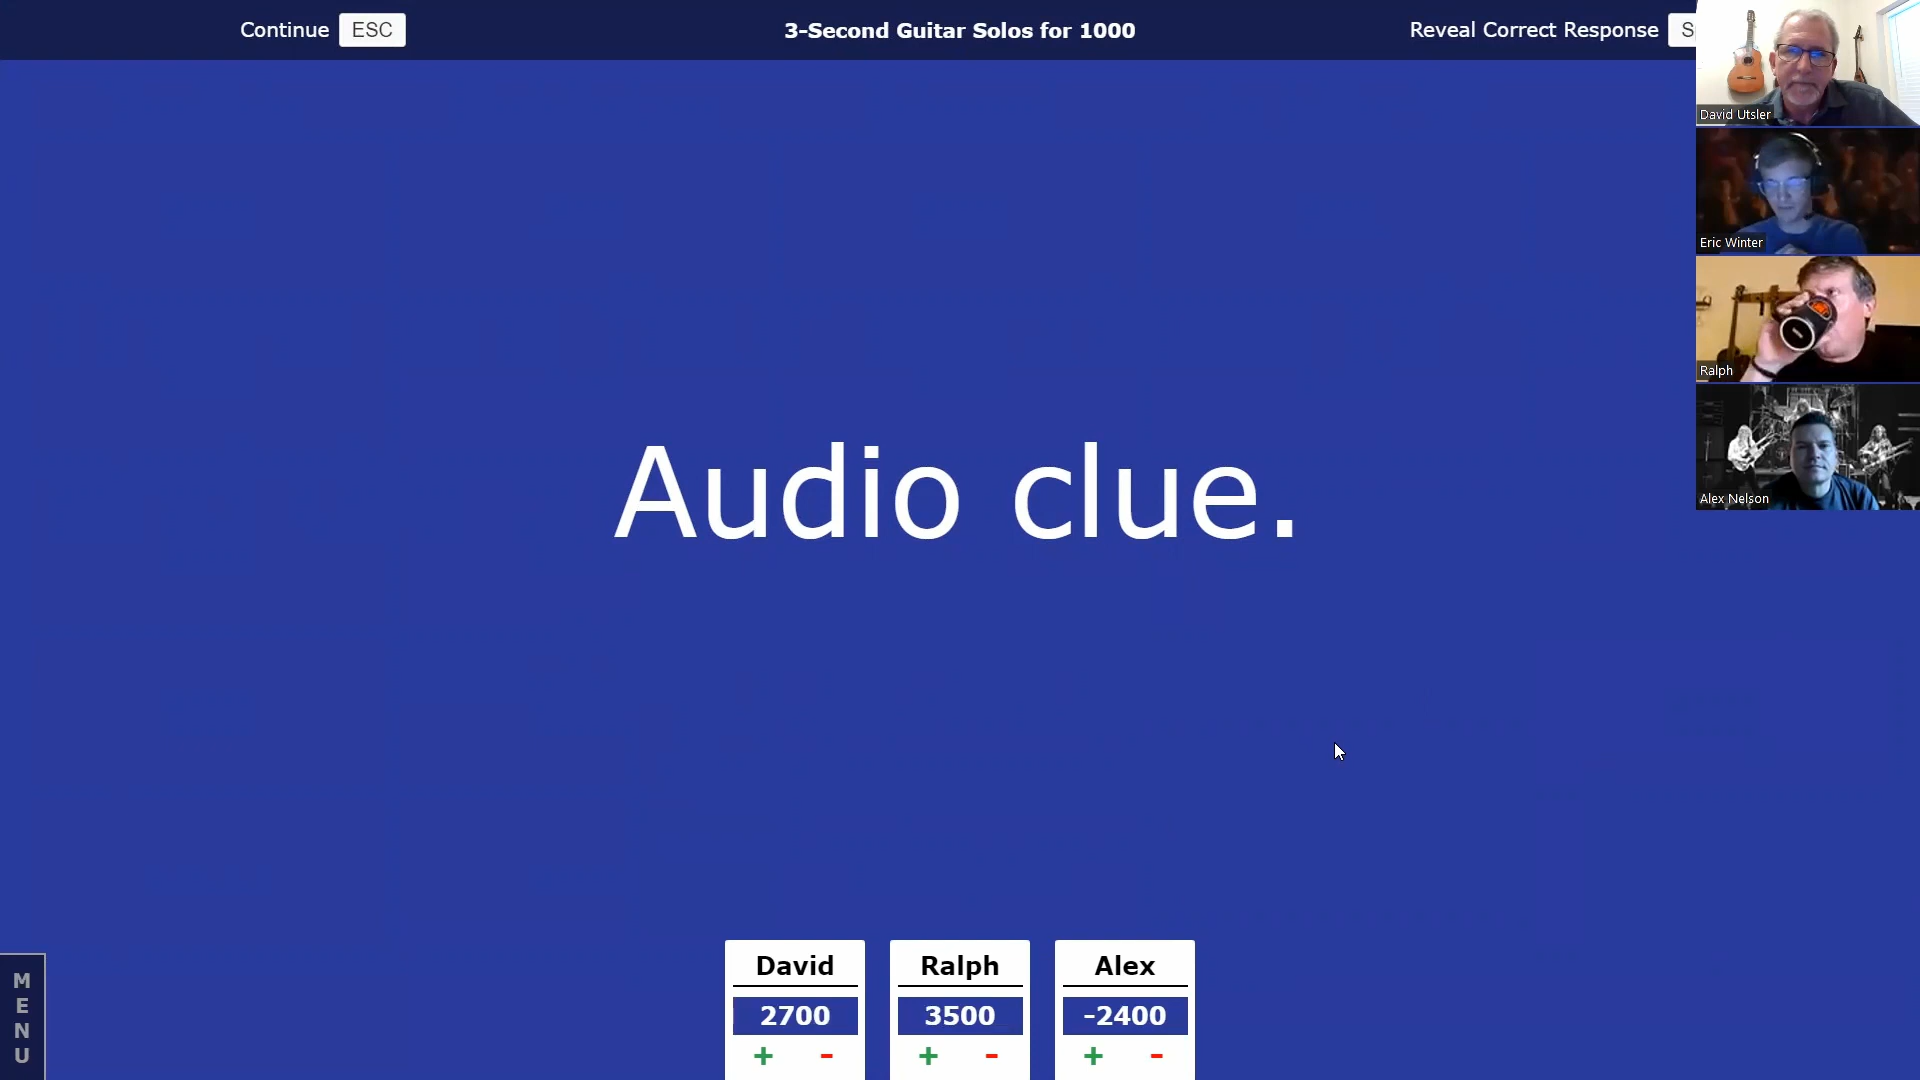 Continue ESC
3-Second Guitar Solos for 1000
Reveal Correct Response
David Utsler
Eric Winter
Ralph
Alex Nelson
Audio clue.
MENU
David
2700
+ -
Ralph
3500
+ -
Alex
-2400
+ -